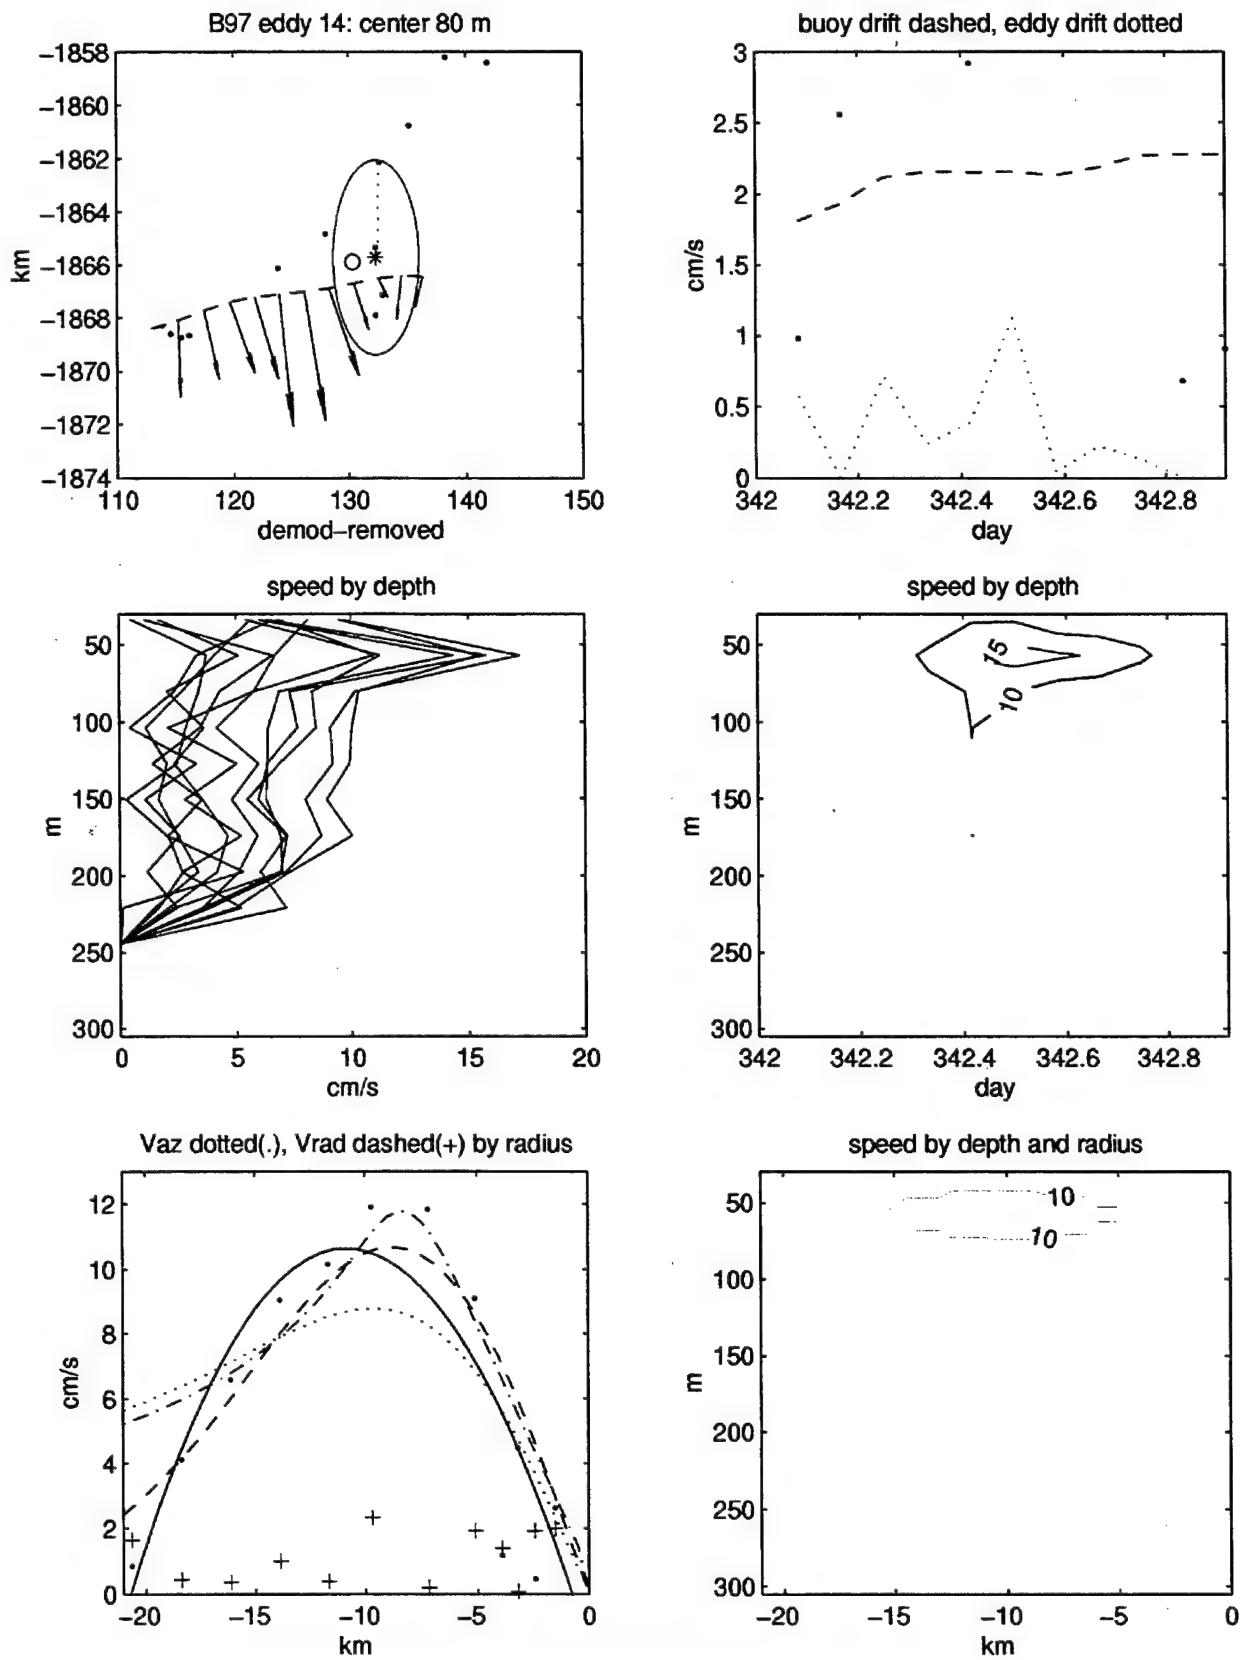 B97 eddy 14: center 80 m
−1858
−1860
−1862
−1864
−1866
−1868
−1870
−1872
−1874
km
110 120 130 140 150
demod−removed
buoy drift dashed, eddy drift dotted
3
2.5
2
1.5
1
0.5
0
cm/s
342 342.2 342.4 342.6 342.8
day
speed by depth
50
100
150
200
250
300
m
0 5 10 15 20
cm/s
speed by depth
50
100
150
200
250
300
m
15
10
342 342.2 342.4 342.6 342.8
day
Vaz dotted(.), Vrad dashed(+) by radius
12
10
8
6
4
2
0
cm/s
−20 −15 −10 −5 0
km
speed by depth and radius
50
100
150
200
250
300
m
10
10
−20 −15 −10 −5 0
km